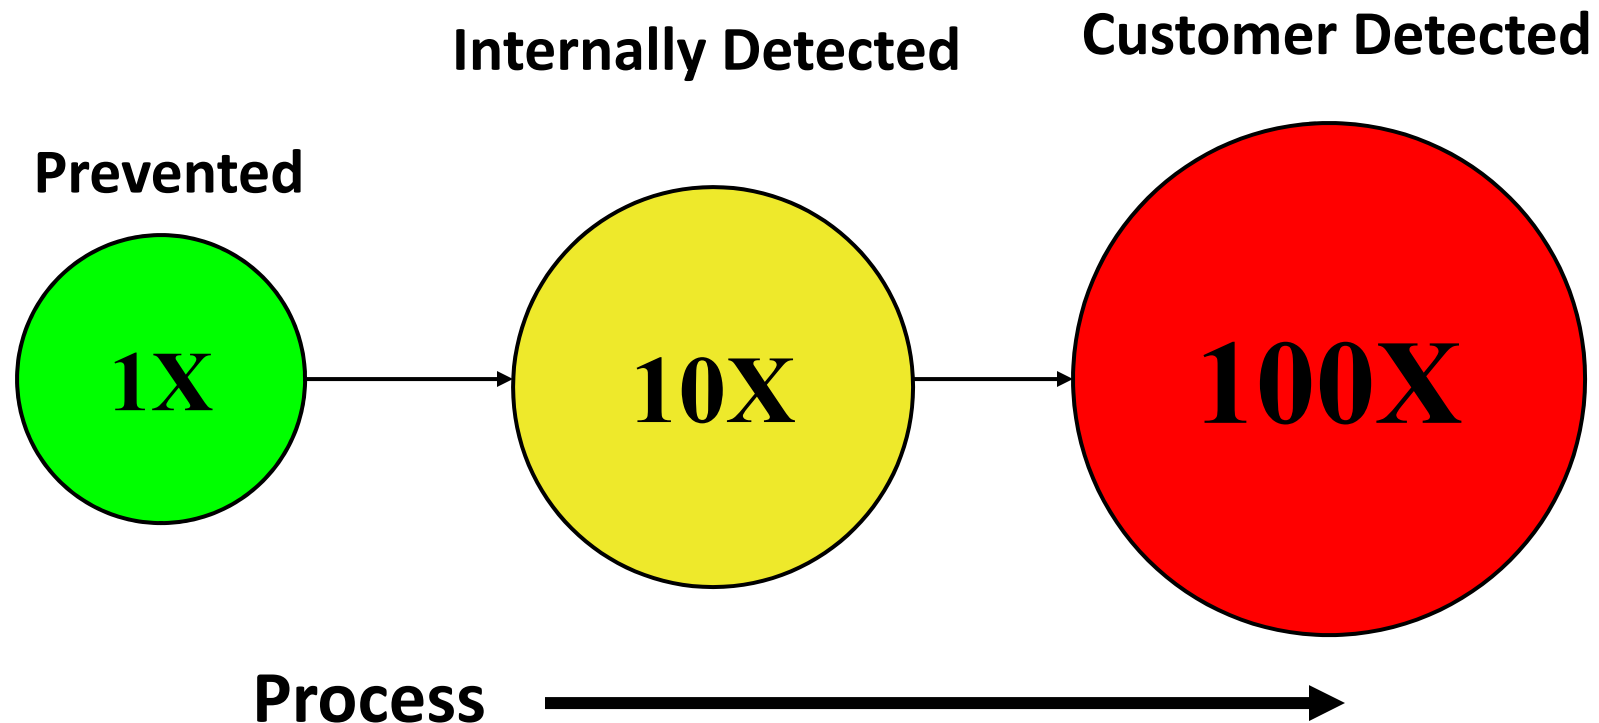 Prevented
1X
Internally Detected
10X
Customer Detected
100X
Process